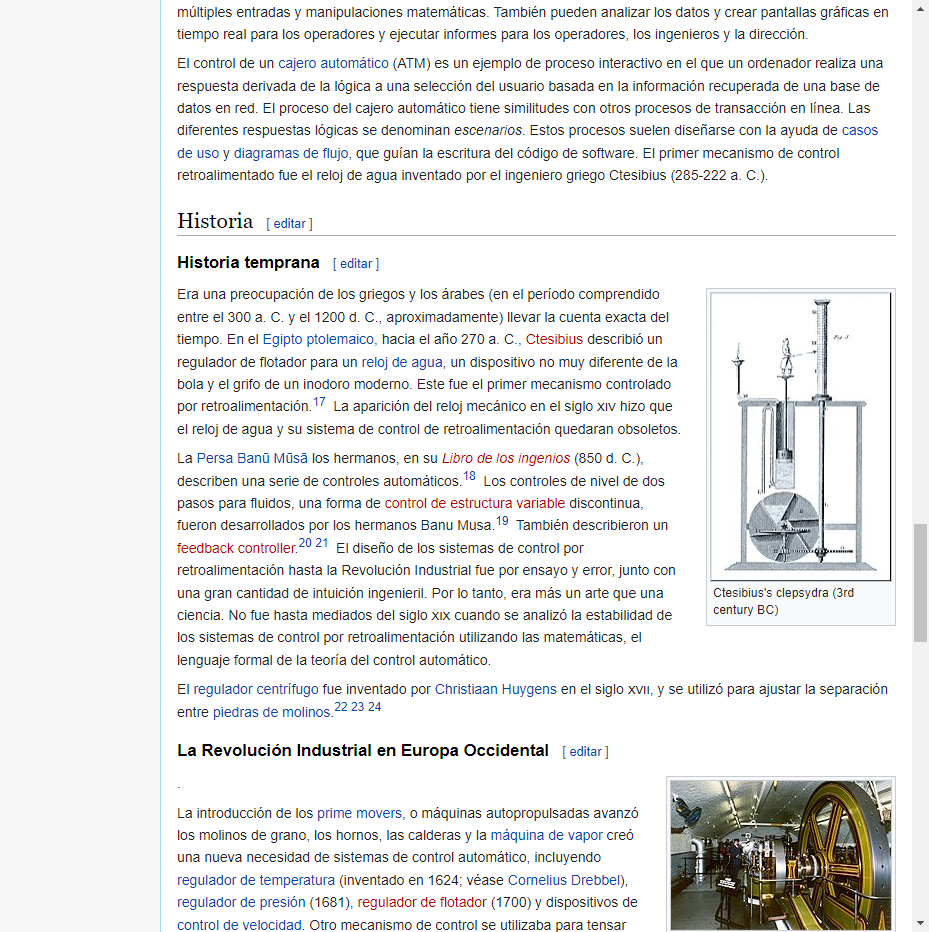 múltiples entradas y manipulaciones matemáticas. También pueden analizar los datos y crear pantallas gráficas en
tiempo real para los operadores y ejecutar informes para los operadores, los ingenieros y la dirección.
El control de un cajero automático (ATM) es un ejemplo de proceso interactivo en el que un ordenador realiza una
respuesta derivada de la lógica a una selección del usuario basada en la información recuperada de una base de
datos en red. El proceso del cajero automático tiene similitudes con otros procesos de transacción en línea. Las
diferentes respuestas lógicas se denominan escenarios. Estos procesos suelen diseñarse con la ayuda de casos
de uso y diagramas de flujo, que guían la escritura del código de software. El primer mecanismo de control
retroalimentado fue el reloj de agua inventado por el ingeniero griego Ctesibius (285-222 a. C.).
Historia [ editar ]
Historia temprana [ editar ]
Era una preocupación de los griegos y los árabes (en el período comprendido
entre el 300 a. C. y el 1200 d. C., aproximadamente) llevar la cuenta exacta del
tiempo. En el Egipto ptolemaico, hacia el año 270 a. C., Ctesibius describió un
regulador de flotador para un reloj de agua, un dispositivo no muy diferente de la
bola y el grifo de un inodoro moderno. Este fue el primer mecanismo controlado
por retroalimentación.17 La aparición del reloj mecánico en el siglo XIV hizo que
el reloj de agua y su sistema de control de retroalimentación quedaran obsoletos.
La Persa Banū Mūsā los hermanos, en su Libro de los ingenios (850 d. C.),
describen una serie de controles automáticos.18 Los controles de nivel de dos
pasos para fluidos, una forma de control de estructura variable discontinua,
fueron desarrollados por los hermanos Banu Musa.19 También describieron un
feedback controller.20 21 El diseño de los sistemas de control por
retroalimentación hasta la Revolución Industrial fue por ensayo y error, junto con
una gran cantidad de intuición ingenieril. Por lo tanto, era más un arte que una
ciencia. No fue hasta mediados del siglo XIX cuando se analizó la estabilidad de
los sistemas de control por retroalimentación utilizando las matemáticas, el
lenguaje formal de la teoría del control automático.
Fig. 3
Ctesibius's clepsydra (3rd
century BC)
El regulador centrífugo fue inventado por Christiaan Huygens en el siglo XVII, y se utilizó para ajustar la separación
entre piedras de molinos.22 23 24
La Revolución Industrial en Europa Occidental [ editar ]
.
La introducción de los prime movers, o máquinas autopropulsadas avanzó
los molinos de grano, los hornos, las calderas y la máquina de vapor creó
una nueva necesidad de sistemas de control automático, incluyendo
regulador de temperatura (inventado en 1624; véase Cornelius Drebbel),
regulador de presión (1681), regulador de flotador (1700) y dispositivos de
control de velocidad. Otro mecanismo de control se utilizaba para tensar